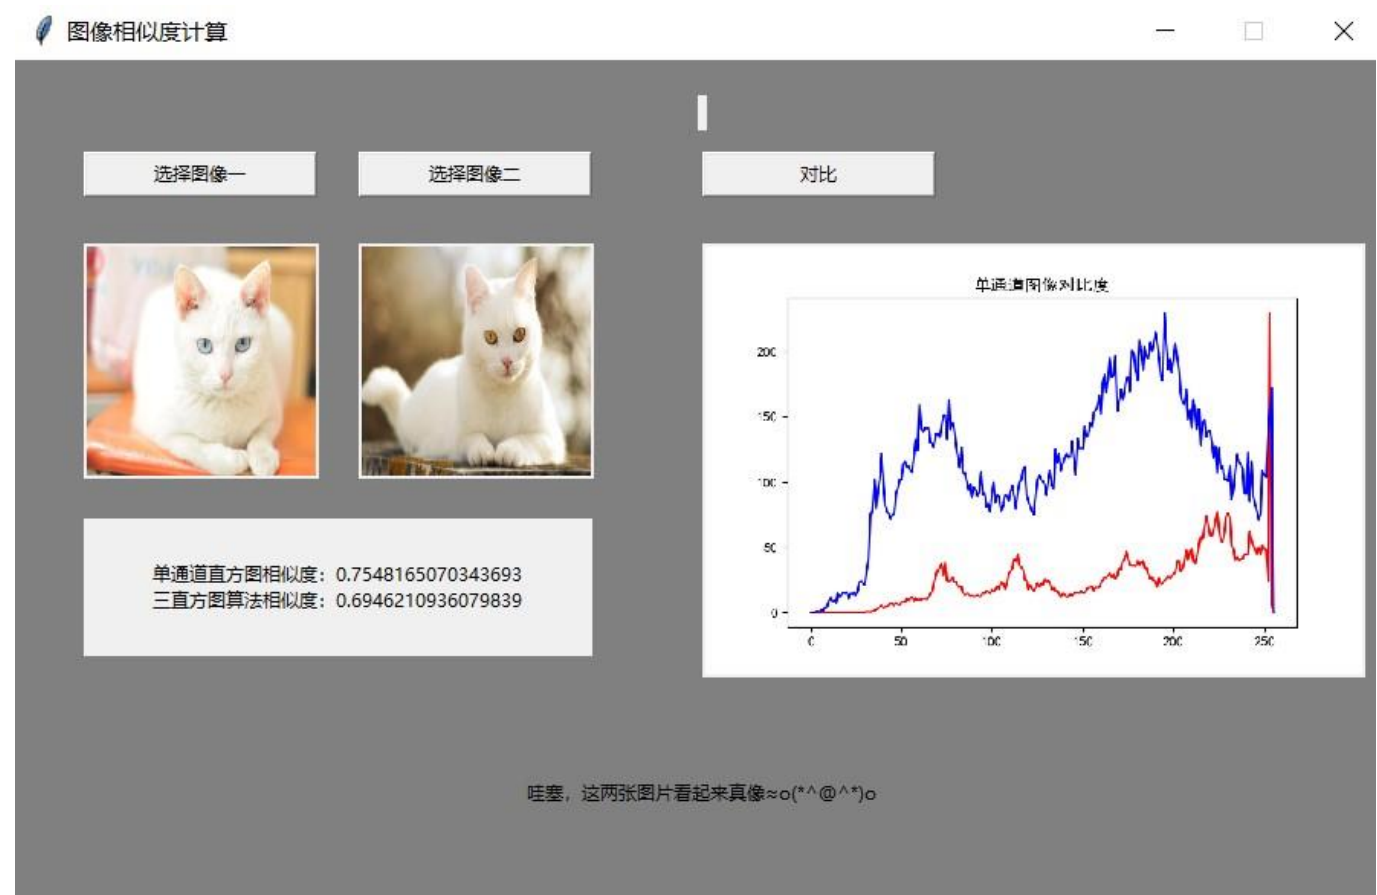 图像相似度计算
选择图像一
选择图像二
对比
单通道图像对比度
200
150
100
50
0
0
50
100
150
200
250
单通道直方图相似度：0.7548165070343693
三直方图算法相似度：0.6946210936079839
哇塞，这两张图片看起来真像≈o(*^@^*)o